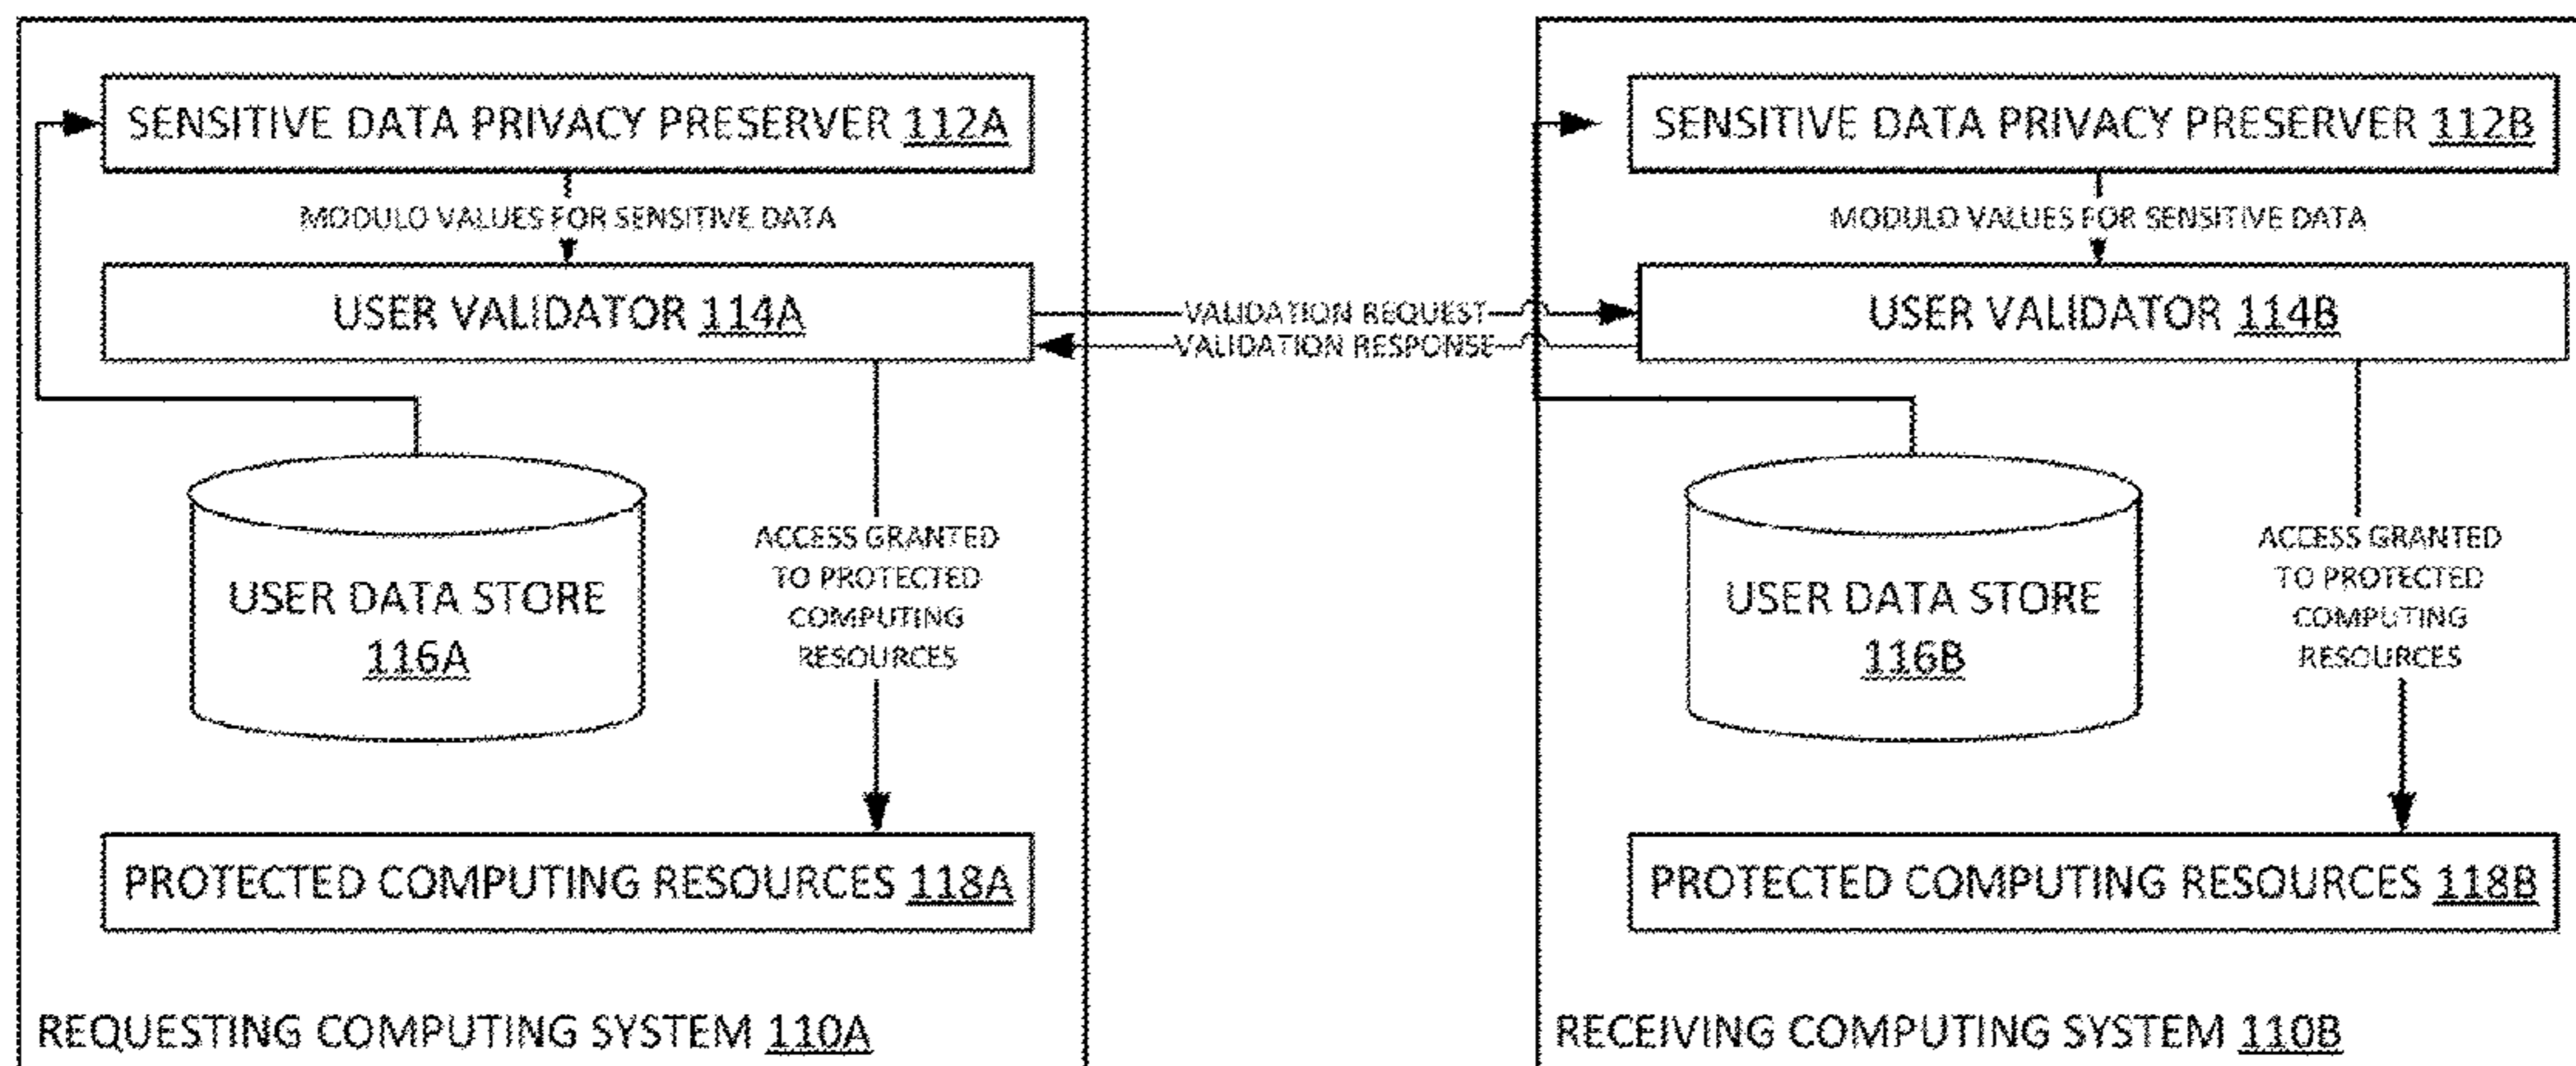 SENSITIVE DATA PRIVACY PRESERVER 112A
MODULO VALUES FOR SENSITIVE DATA
USER VALIDATOR 114A
USER DATA STORE
116A
ACCESS GRANTED
TO PROTECTED
COMPUTING
RESOURCES
PROTECTED COMPUTING RESOURCES 118A
REQUESTING COMPUTING SYSTEM 110A
VALIDATION REQUEST
VALIDATION RESPONSE
SENSITIVE DATA PRIVACY PRESERVER 112B
MODULO VALUES FOR SENSITIVE DATA
USER VALIDATOR 114B
USER DATA STORE
116B
ACCESS GRANTED
TO PROTECTED
COMPUTING
RESOURCES
PROTECTED COMPUTING RESOURCES 118B
RECEIVING COMPUTING SYSTEM 110B